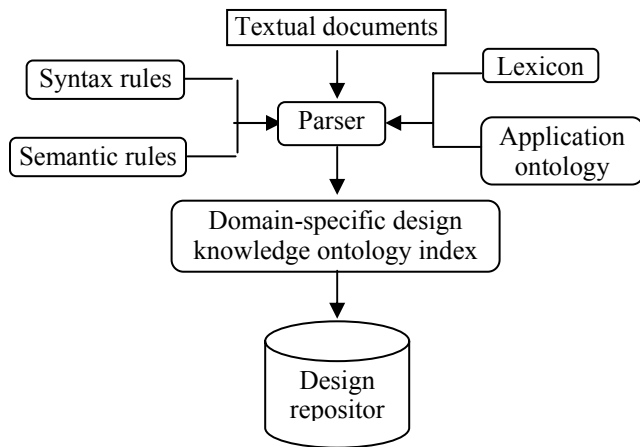 Textual documents
Syntax rules
Lexicon
Parser
Semantic rules
Application
ontology
Domain-specific design
knowledge ontology index
Design
repositor